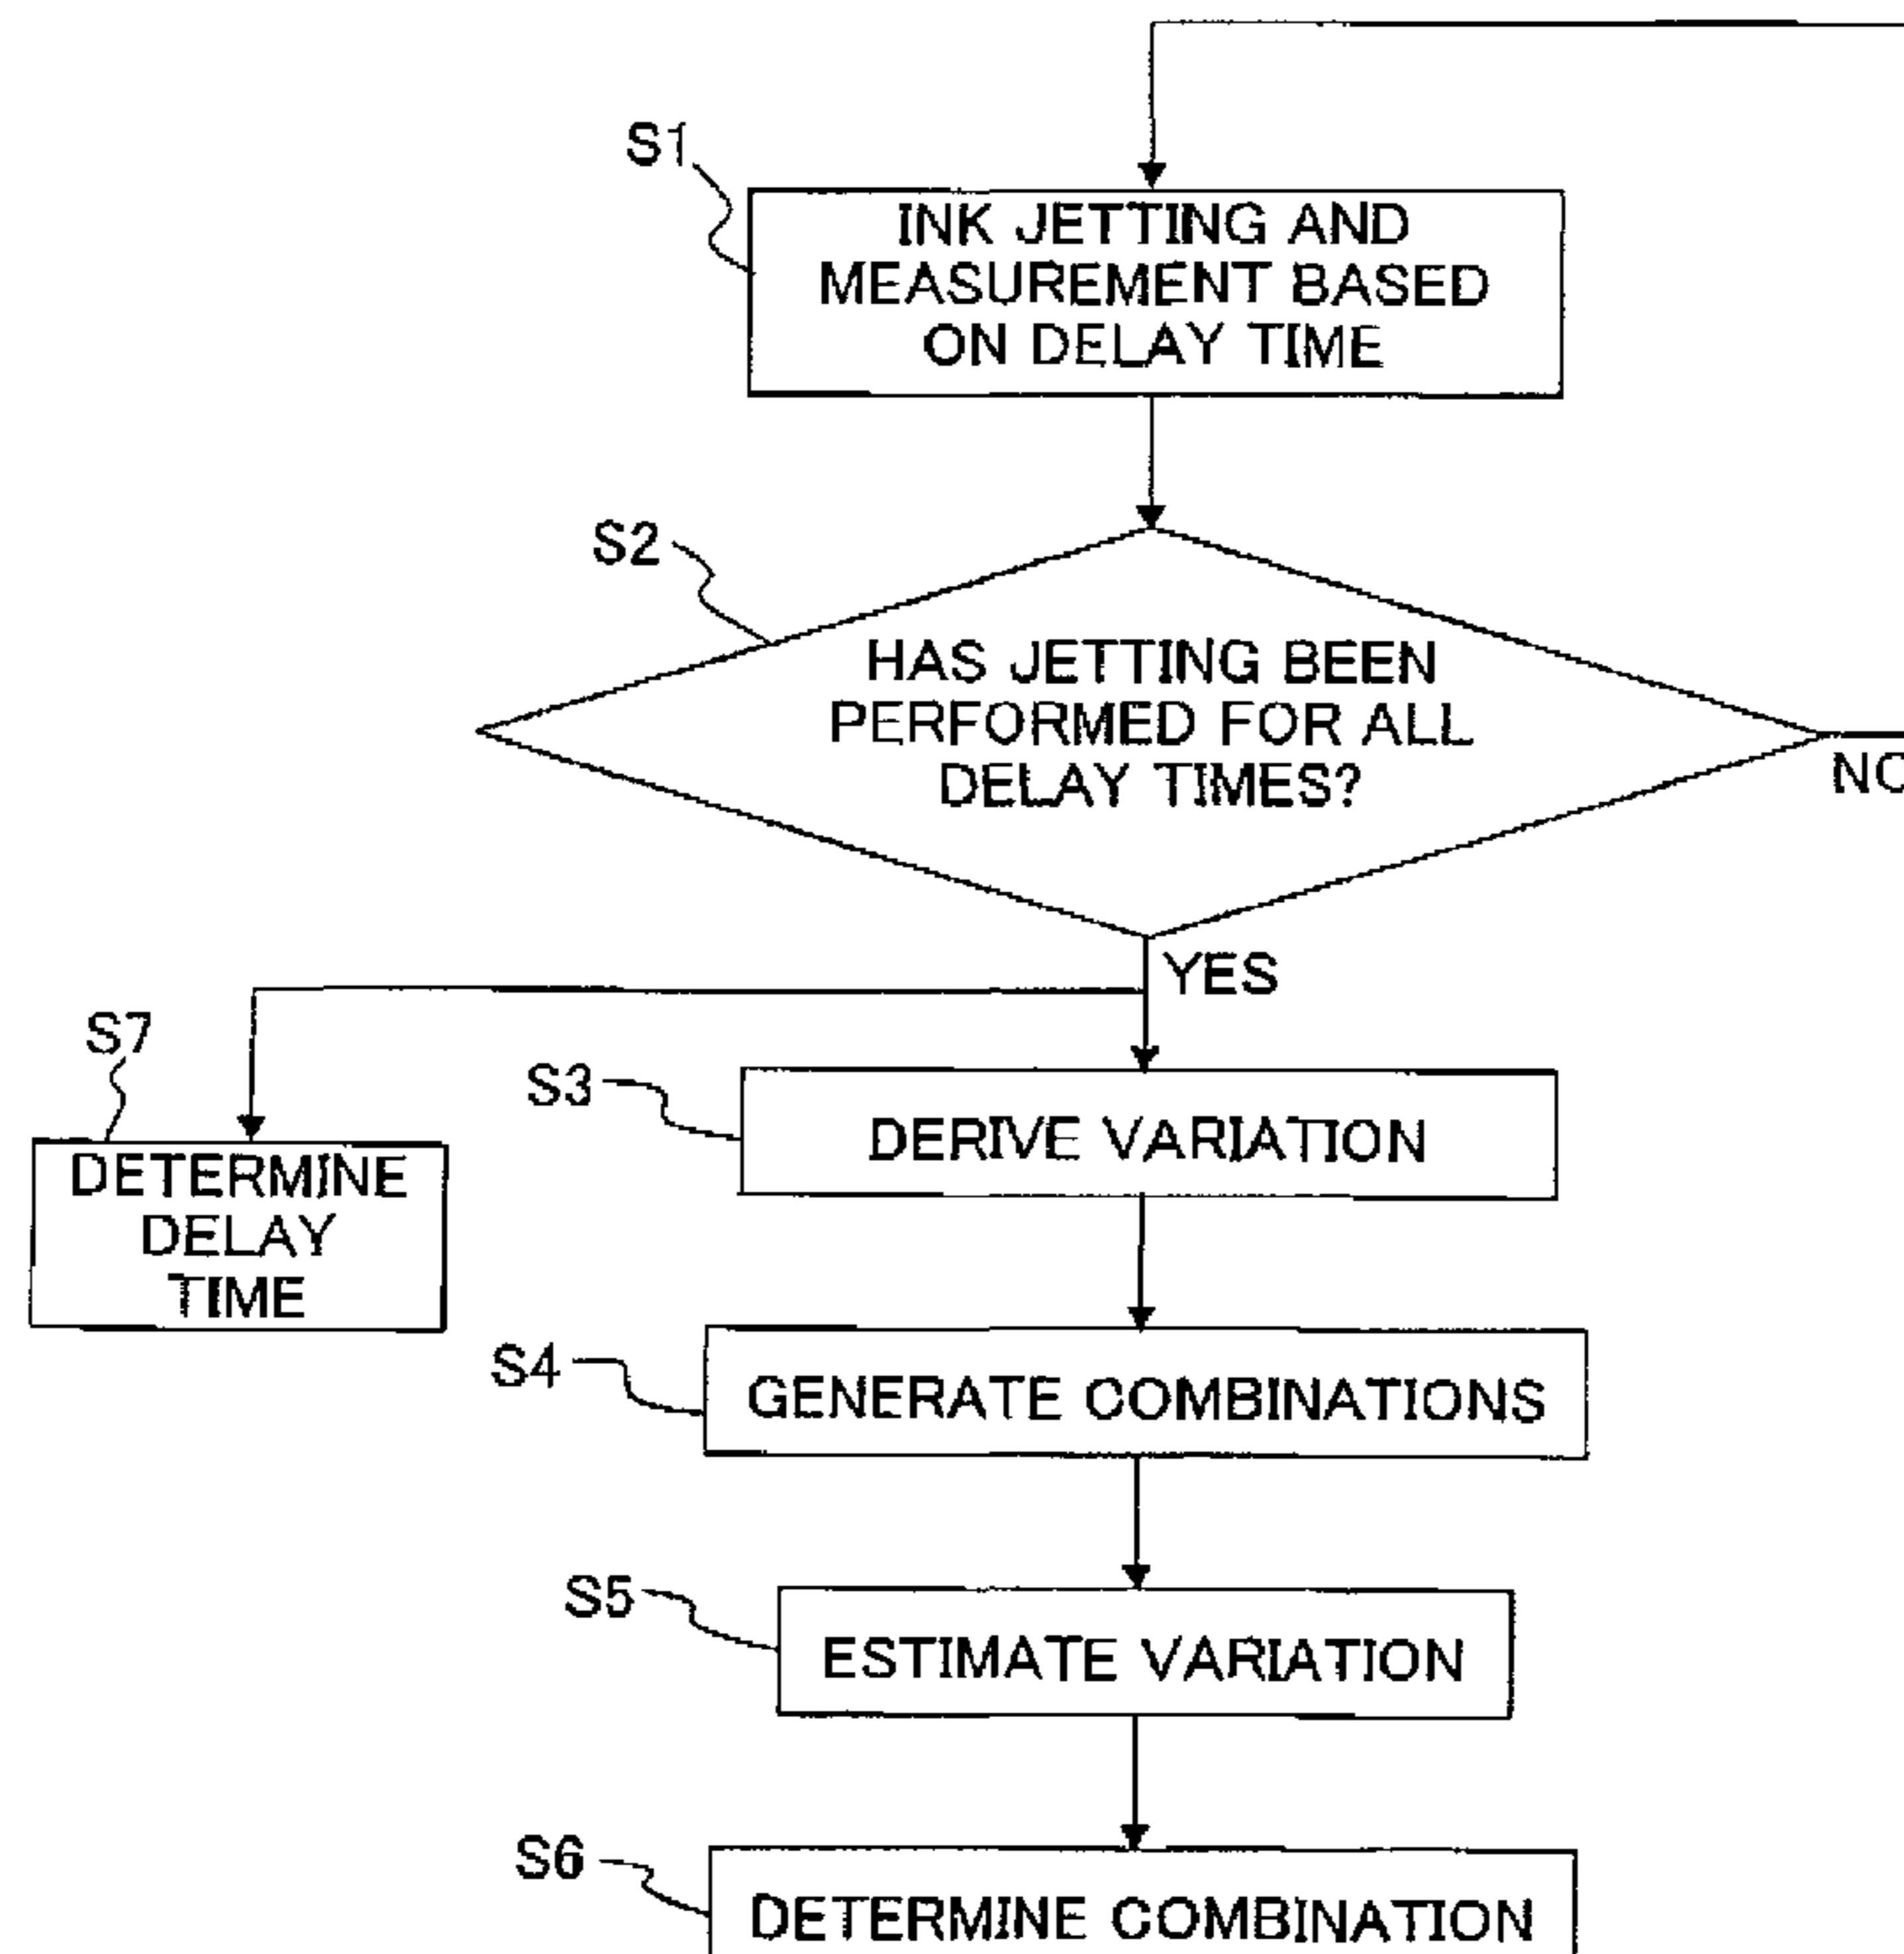 S1
INK JETTING AND
MEASUREMENT BASED
ON DELAY TIME
S2
HAS JETTING BEEN
PERFORMED FOR ALL
DELAY TIMES?
YES
S7
DETERMINE
DELAY
TIME
S3
DERIVE VARIATION
S4
GENERATE COMBINATIONS
S5
ESTIMATE VARIATION
S6
DETERMINE COMBINATION